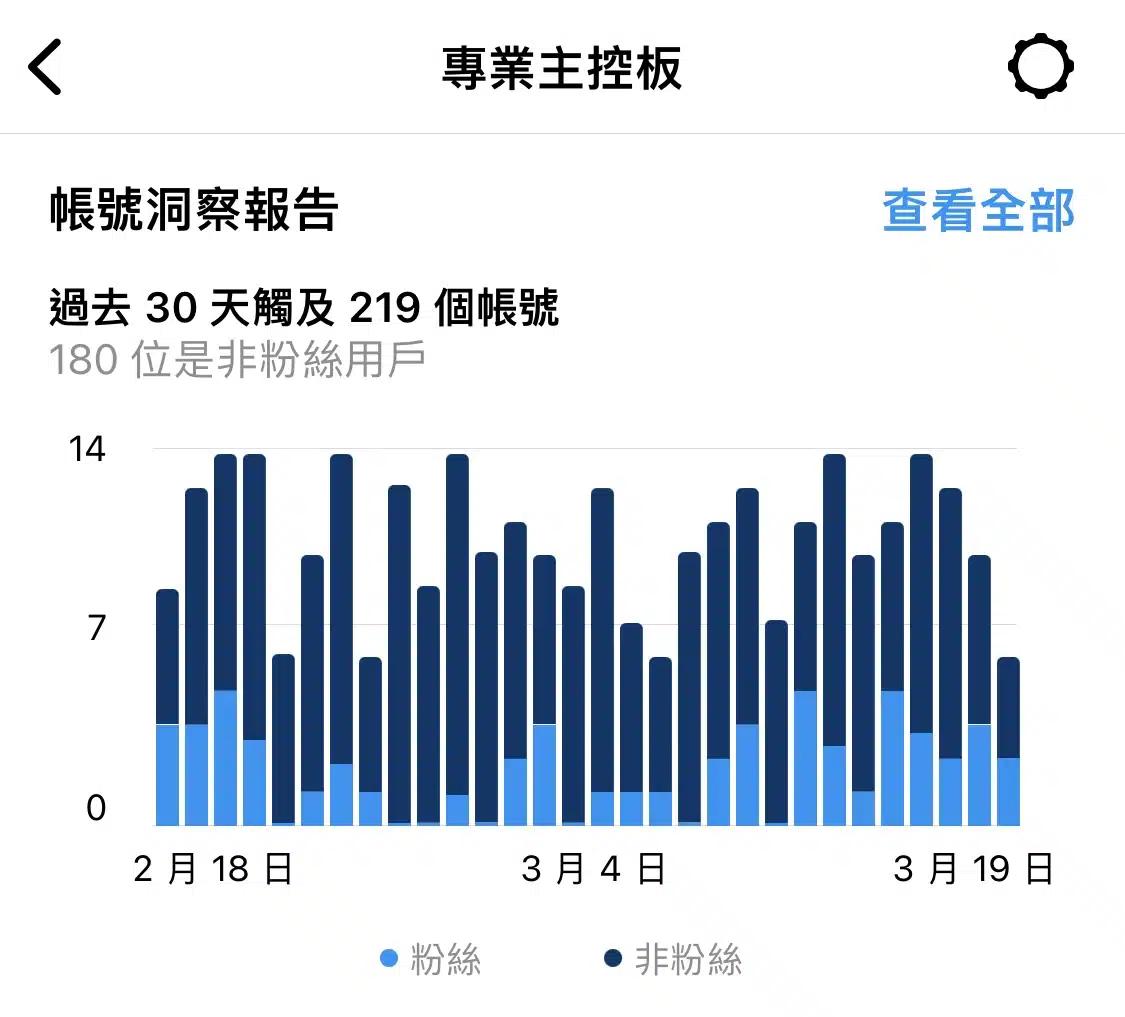 專業主控板
帳號洞察報告 查看全部
過去 30 天觸及 219 個帳號
180 位是非粉絲用戶
14
7
0
2 月 18 日 3 月 4 日 3 月 19 日
粉絲 非粉絲